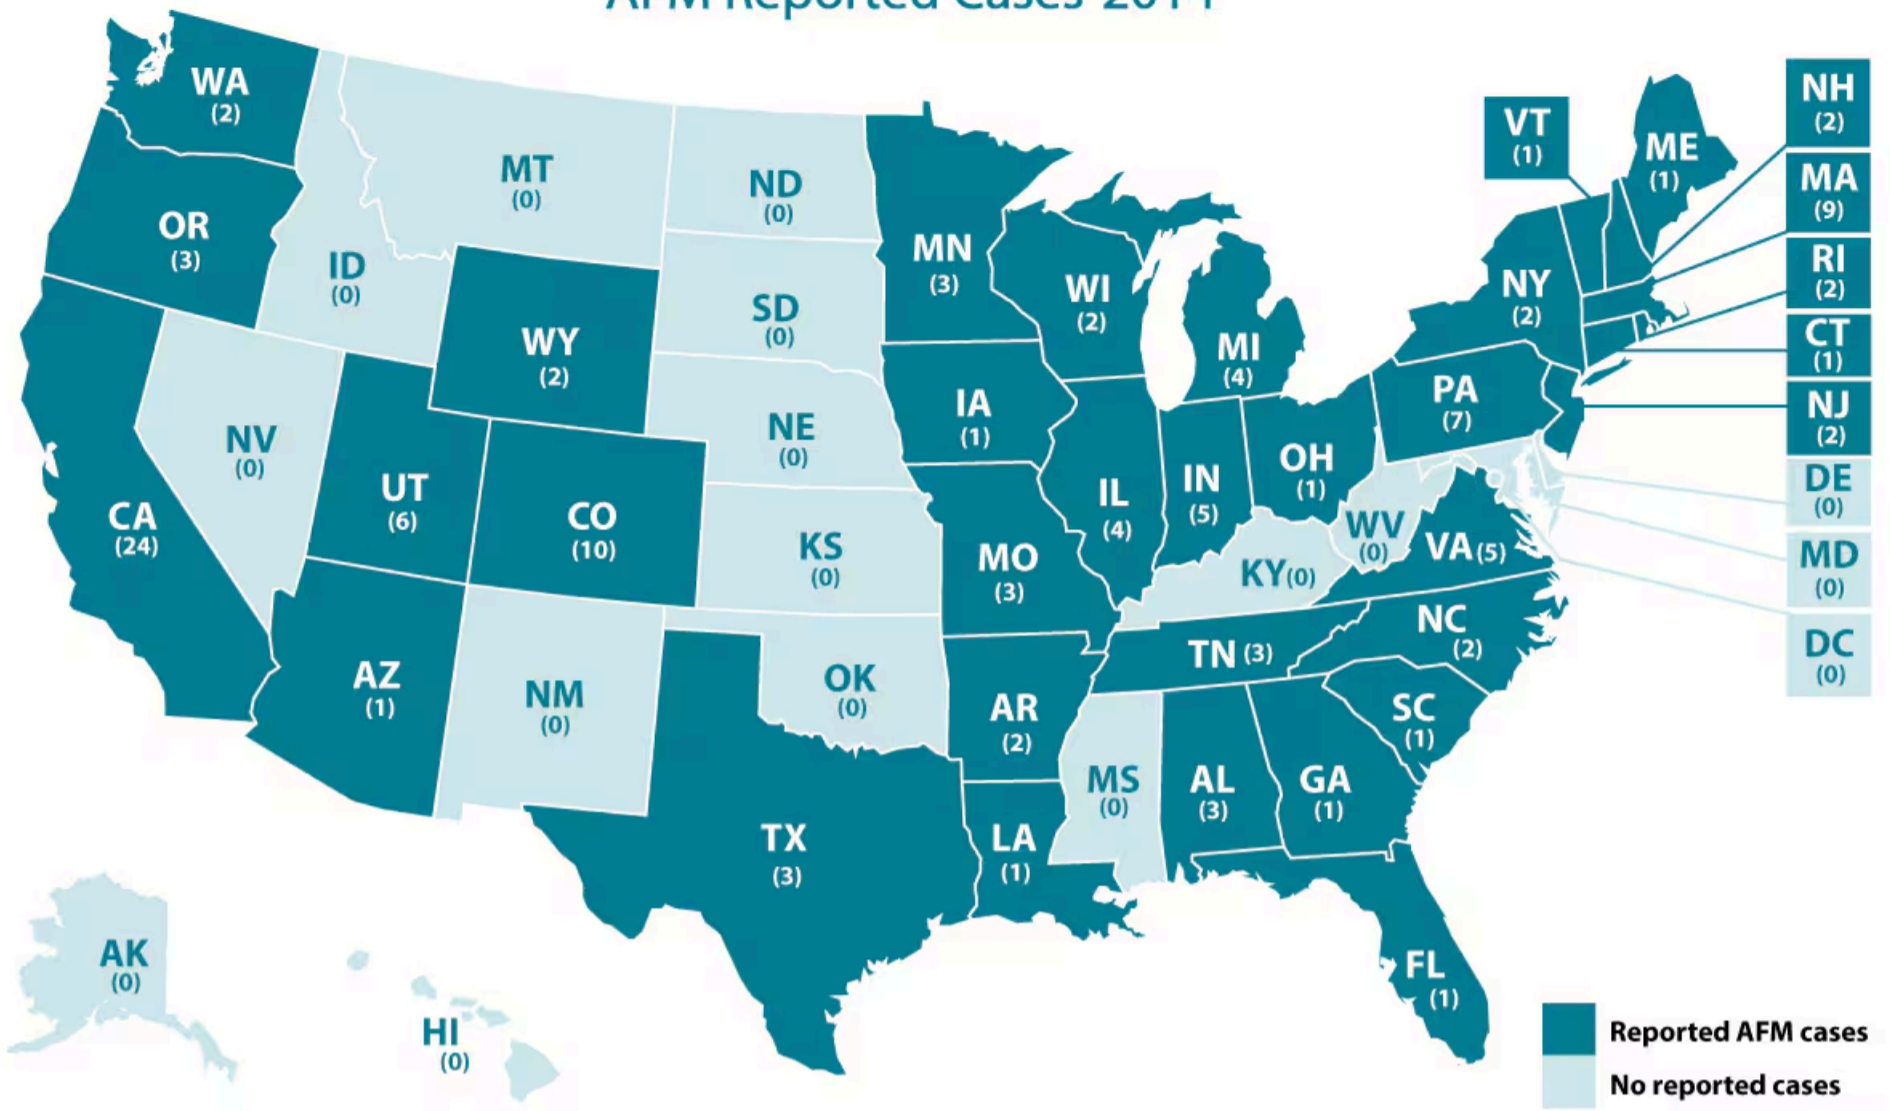 AFM Reported Cases 2014
WA
(2)
OR
(3)
CA
(24)
ID
(0)
NV
(0)
MT
(0)
WY
(2)
UT
(6)
CO
(10)
AZ
(1)
NM
(0)
ND
(0)
SD
(0)
NE
(0)
KS
(0)
OK
(0)
TX
(3)
MN
(3)
IA
(1)
MO
(3)
AR
(2)
LA
(1)
WI
(2)
IL
(4)
MI
(4)
IN
(5)
OH
(1)
KY(0)
TN (3)
MS
(0)
AL
(3)
GA
(1)
FL
(1)
SC
(1)
NC
(2)
VA(5)
WV
(0)
PA
(7)
NY
(2)
VT
(1)
ME
(1)
NH
(2)
MA
(9)
RI
(2)
CT
(1)
NJ
(2)
DE
(0)
MD
(0)
DC
(0)
AK
(0)
HI
(0)
Reported AFM cases
No reported cases